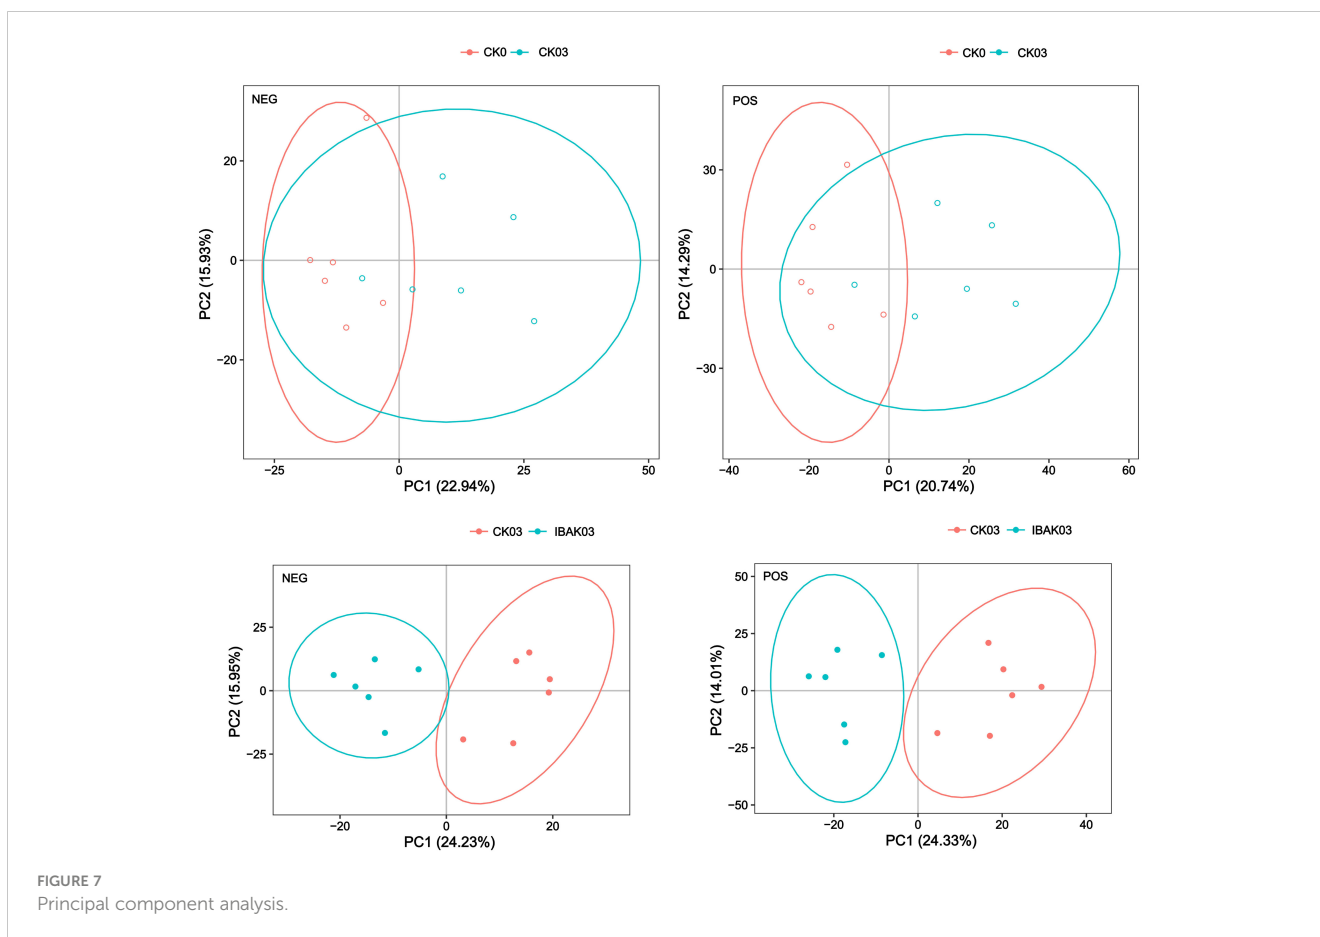 CK0 CK03
NEG
20
0
−20
−25 0 25 50
PC1 (22.94%)
PC2 (15.93%)
CK0 CK03
POS
30
0
−30
−40 −20 0 20 40 60
PC1 (20.74%)
PC2 (14.29%)
CK03 IBAK03
NEG
25
0
−25
−20 0 20
PC1 (24.23%)
PC2 (15.95%)
CK03 IBAK03
POS
50
25
0
−25
−50
−20 0 20 40
PC1 (24.33%)
PC2 (14.01%)
FIGURE 7
Principal component analysis.